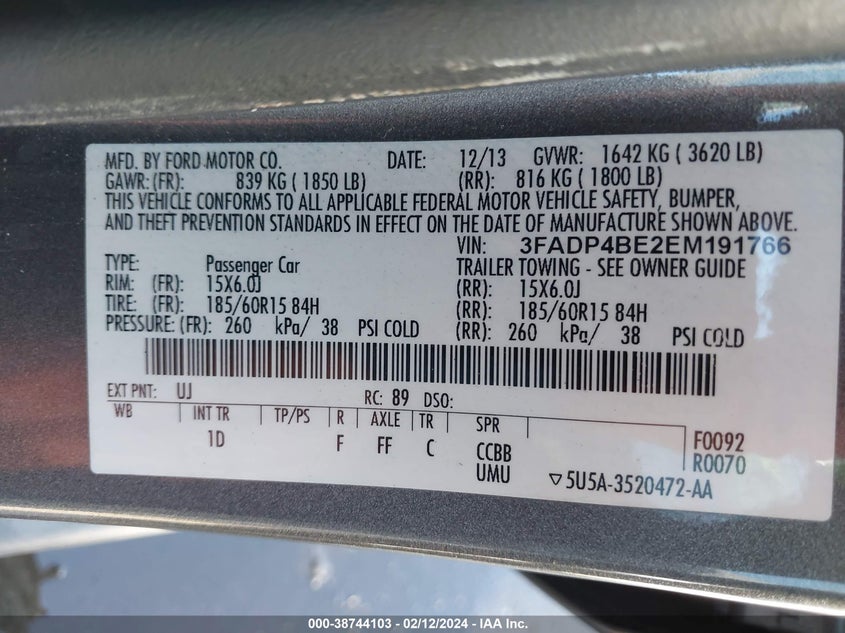 MFD. BY FORD MOTOR CO. DATE: 12/13 GVWR: 1642 KG ( 3620 LB)
GAWR: (FR): 839 KG ( 1850 LB) (RR): 816 KG ( 1800 LB)
THIS VEHICLE CONFORMS TO ALL APPLICABLE FEDERAL MOTOR VEHICLE SAFETY, BUMPER,
AND THEFT PREVENTION STANDARDS IN EFFECT ON THE DATE OF MANUFACTURE SHOWN ABOVE.
VIN: 3FADP4BE2EM191766
TYPE: Passenger Car TRAILER TOWING - SEE OWNER GUIDE
RIM: (FR): 15X6.0J (RR): 15X6.0J
TIRE: (FR): 185/60R15 84H (RR): 185/60R15 84H
PRESSURE: (FR): 260 kPa/ 38 PSI COLD (RR): 260 kPa/ 38 PSI COLD
EXT PNT: UJ RC: 89 DSO:
WB INT TR TP/PS R AXLE TR SPR F0092
1D F FF C CCBB R0070
UMU ▽5U5A-3520472-AA
000-38744103 - 02/12/2024 - IAA Inc.